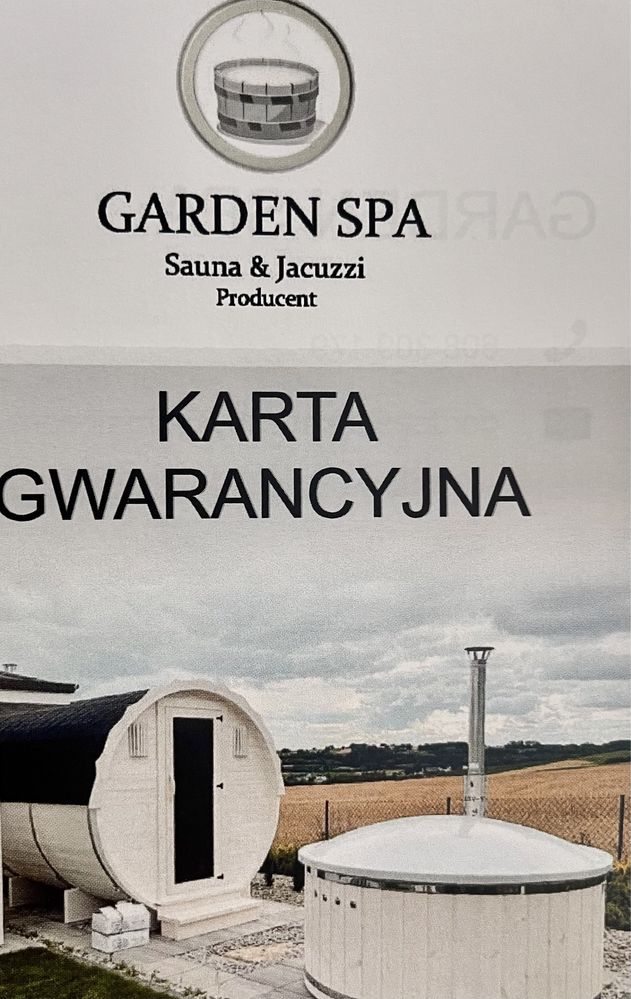 GARDEN SPA
Sauna & Jacuzzi
Producent
KARTA
GWARANCYJNA